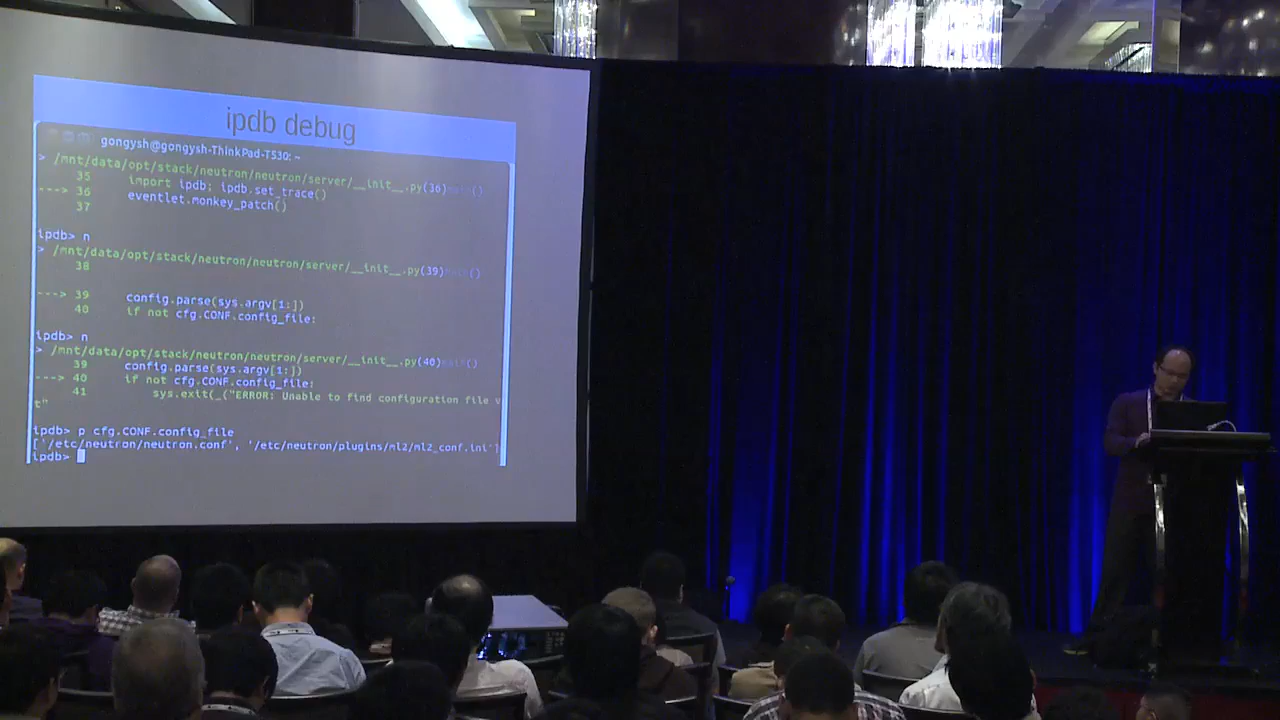 ipdb debug
gongysh@gongysh-ThinkPad-T530: ~
> /mnt/data/opt/stack/neutron/neutron/server/__init__.py(36)main()
35 import ipdb; ipdb.set_trace()
---> 36 eventlet.monkey_patch()
37
ipdb> n
> /mnt/data/opt/stack/neutron/neutron/server/__init__.py(39)main()
38
---> 39 config.parse(sys.argv[1:])
40 if not cfg.CONF.config_file:
ipdb> n
> /mnt/data/opt/stack/neutron/neutron/server/__init__.py(40)main()
39 config.parse(sys.argv[1:])
---> 40 if not cfg.CONF.config_file:
41 sys.exit(_("ERROR: Unable to find configuration file v
t"
ipdb> p cfg.CONF.config_file
['/etc/neutron/neutron.conf', '/etc/neutron/plugins/ml2/ml2_conf.ini']
ipdb>